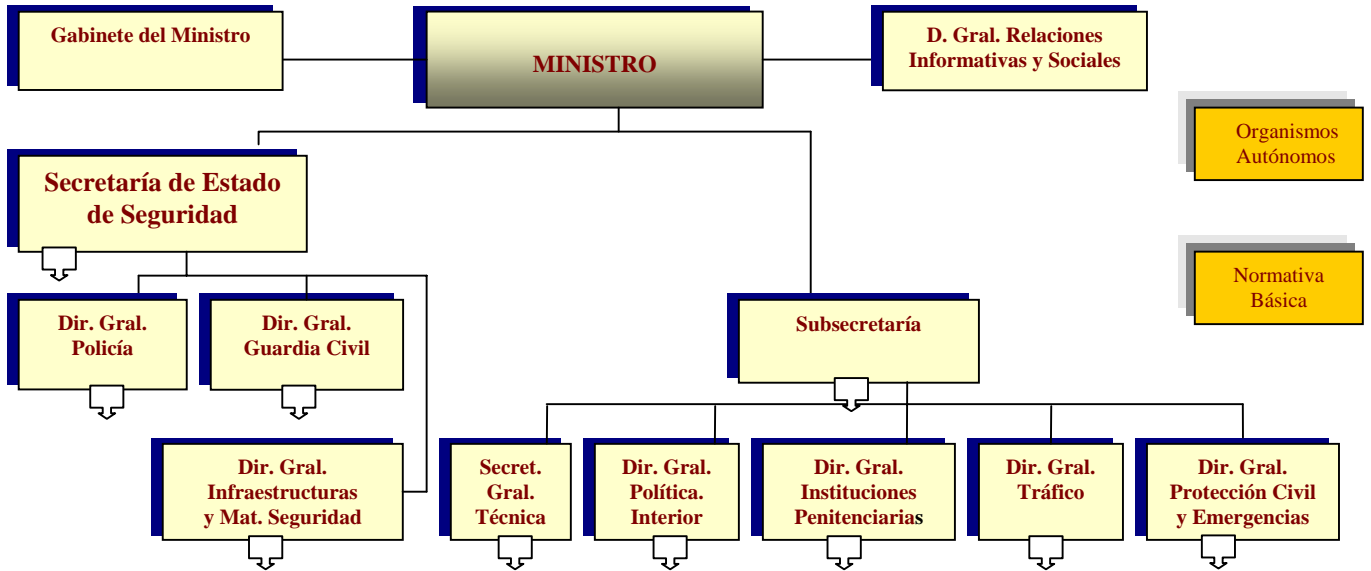 Gabinete del Ministro
MINISTRO
D. Gral. Relaciones
Informativas y Sociales
Organismos
Autónomos
Secretaría de Estado
de Seguridad
Normativa
Básica
Dir. Gral.
Policía
Dir. Gral.
Guardia Civil
Subsecretaría
Dir. Gral.
Infraestructuras
y Mat. Seguridad
Secret.
Gral.
Técnica
Dir. Gral.
Política.
Interior
Dir. Gral.
Instituciones
Penitenciarias
Dir. Gral.
Tráfico
Dir. Gral.
Protección Civil
y Emergencias